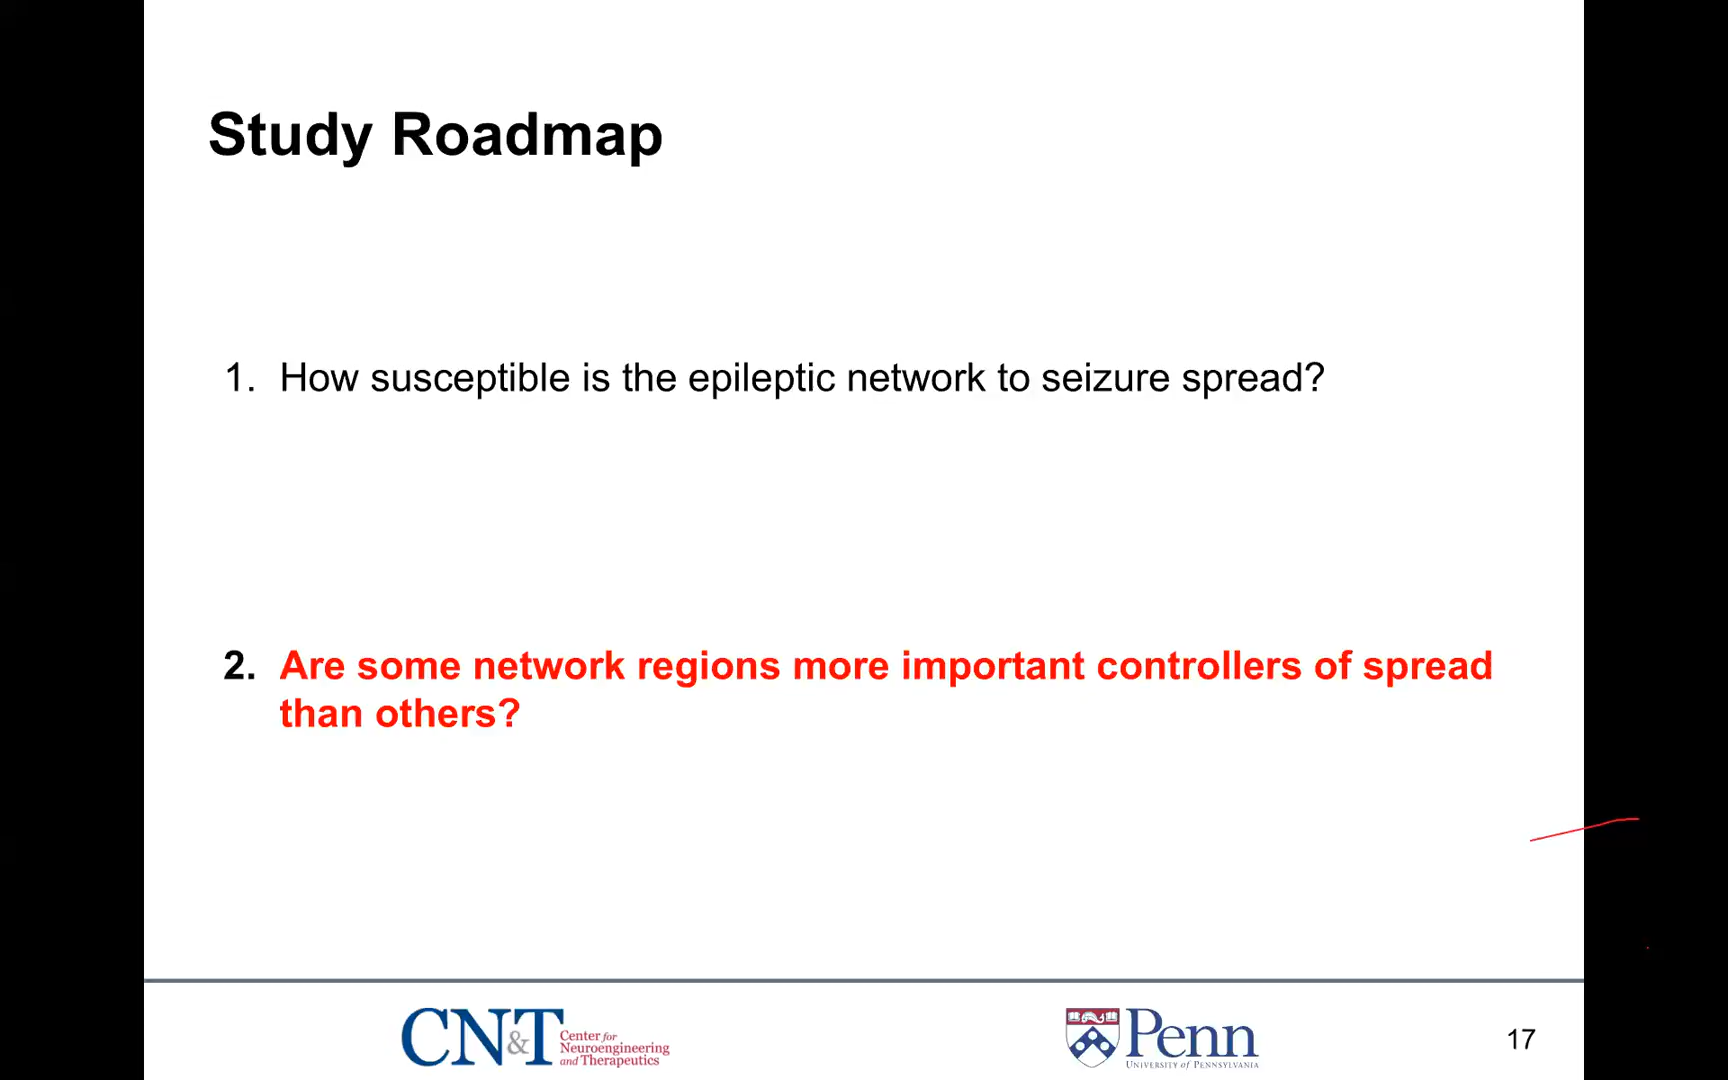 Study Roadmap
1. How susceptible is the epileptic network to seizure spread?
2. Are some network regions more important controllers of spread
than others?
CN&T Center for
Neuroengineering
and Therapeutics
Penn
UNIVERSITY of PENNSYLVANIA
17